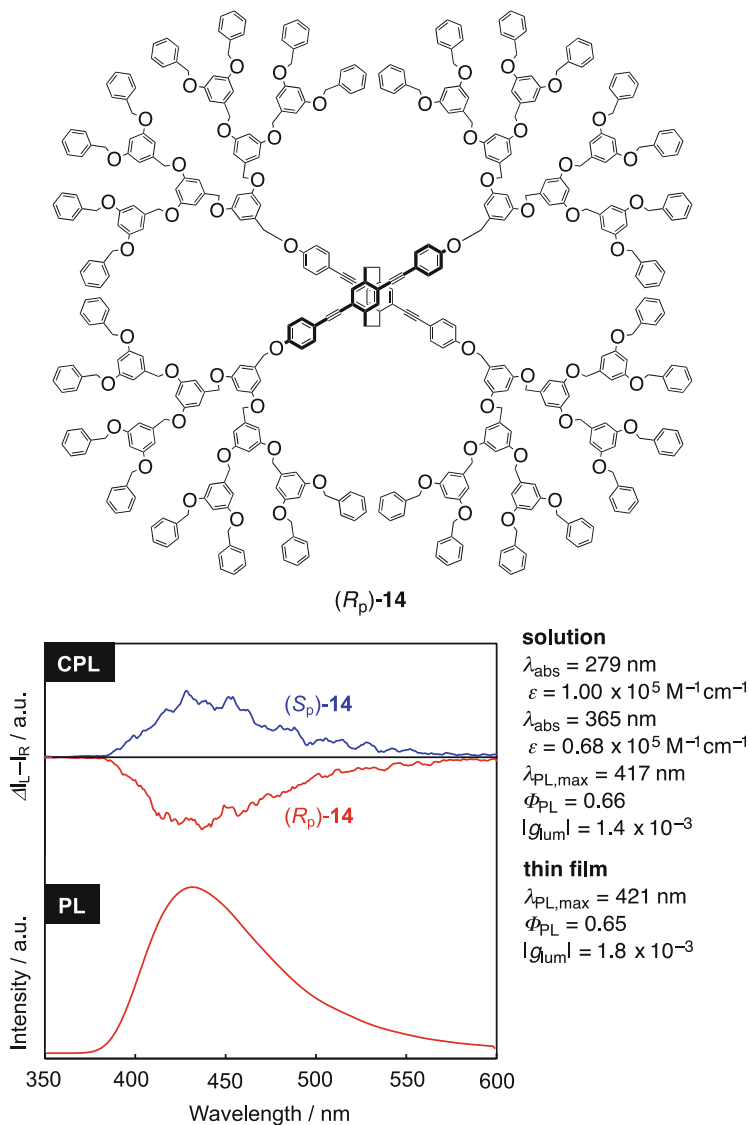 (Rp)-14
CPL
ΔIL–IR / a.u.
(Sp)-14
(Rp)-14
PL
Intensity / a.u.
350 400 450 500 550 600
Wavelength / nm
solution
λabs = 279 nm
ε = 1.00 x 10⁵ M⁻¹cm⁻¹
λabs = 365 nm
ε = 0.68 x 10⁵ M⁻¹cm⁻¹
λPL,max = 417 nm
ΦPL = 0.66
|glum| = 1.4 x 10⁻³
thin film
λPL,max = 421 nm
ΦPL = 0.65
|glum| = 1.8 x 10⁻³